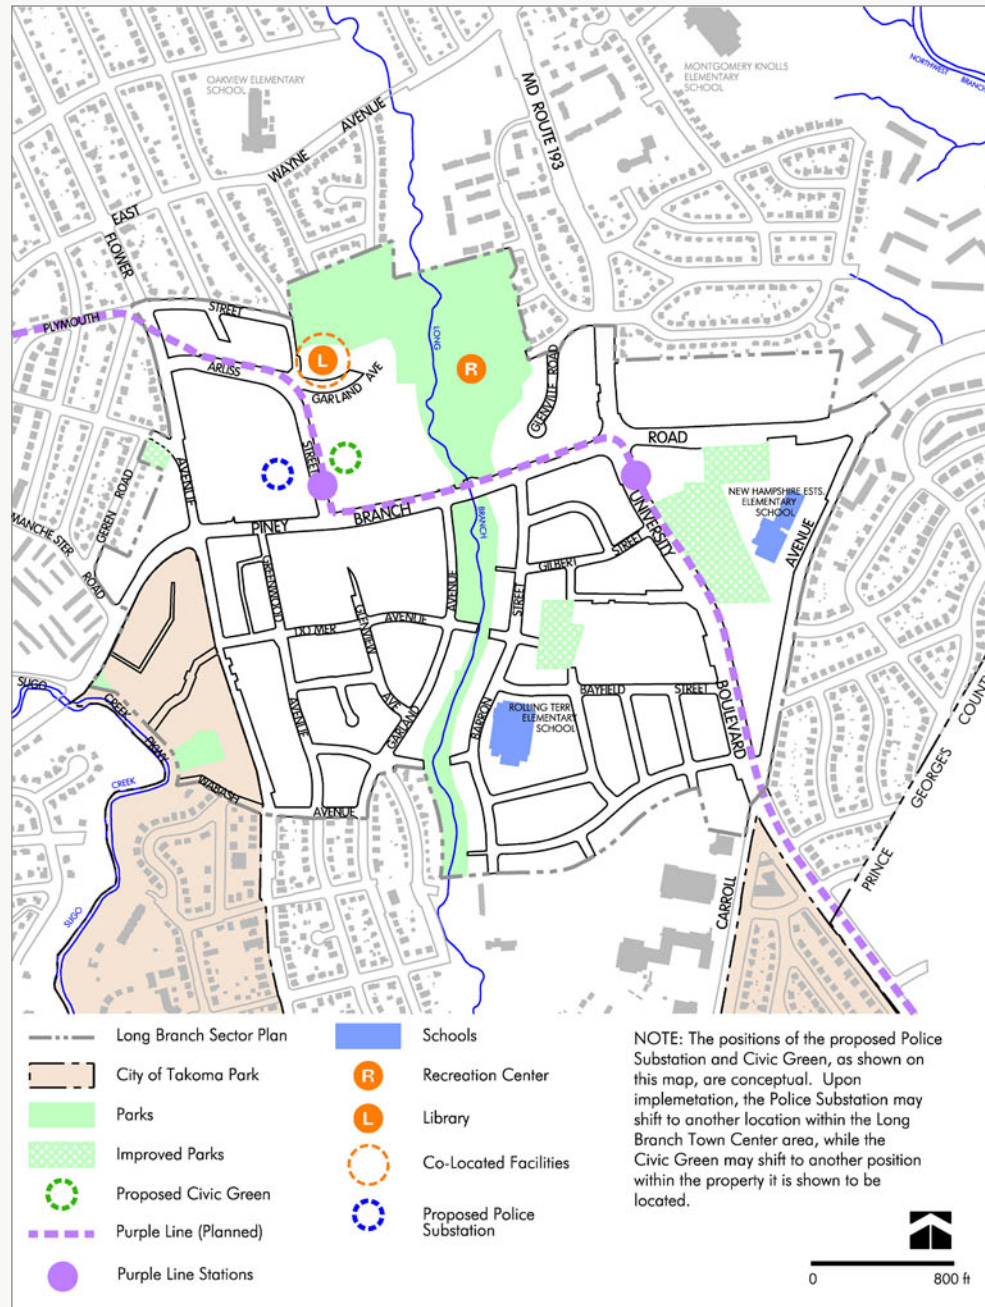 OAKVIEW ELEMENTARY
SCHOOL
MONTGOMERY KNOLLS
ELEMENTARY
SCHOOL
NORTHWEST
BRANCH
MD ROUTE 193
WAYNE AVENUE
EAST
FLOWER
STREET
PLYMOUTH
LONG
L
R
ARLISS
GARLAND AVE
GLENVILLE ROAD
ROAD
STREET
AVENUE
GEREN ROAD
MANCHESTER
ROAD
PINEY BRANCH
BRANCH
UNIVERSITY
NEW HAMPSHIRE ESTS.
ELEMENTARY
SCHOOL
AVENUE
STREET
GILBERT
GREENWOOD
GLENVIEW
AVENUE
STREET
DOMER AVENUE
SLIGO
CREEK
PKWY
BAYFIELD STREET
BOULEVARD
AVENUE
GARLAND AVE
BARRON
ROLLING TERR.
ELEMENTARY
SCHOOL
CREEK
WABASH
AVENUE
PRINCE GEORGE'S COUNTY
CARROLL
SLIGO
Long Branch Sector Plan
City of Takoma Park
Parks
Improved Parks
Proposed Civic Green
Purple Line (Planned)
Purple Line Stations
Schools
R
Recreation Center
L
Library
Co-Located Facilities
Proposed Police
Substation
NOTE: The positions of the proposed Police
Substation and Civic Green, as shown on
this map, are conceptual. Upon
implemetation, the Police Substation may
shift to another location within the Long
Branch Town Center area, while the
Civic Green may shift to another position
within the property it is shown to be
located.
0 800 ft